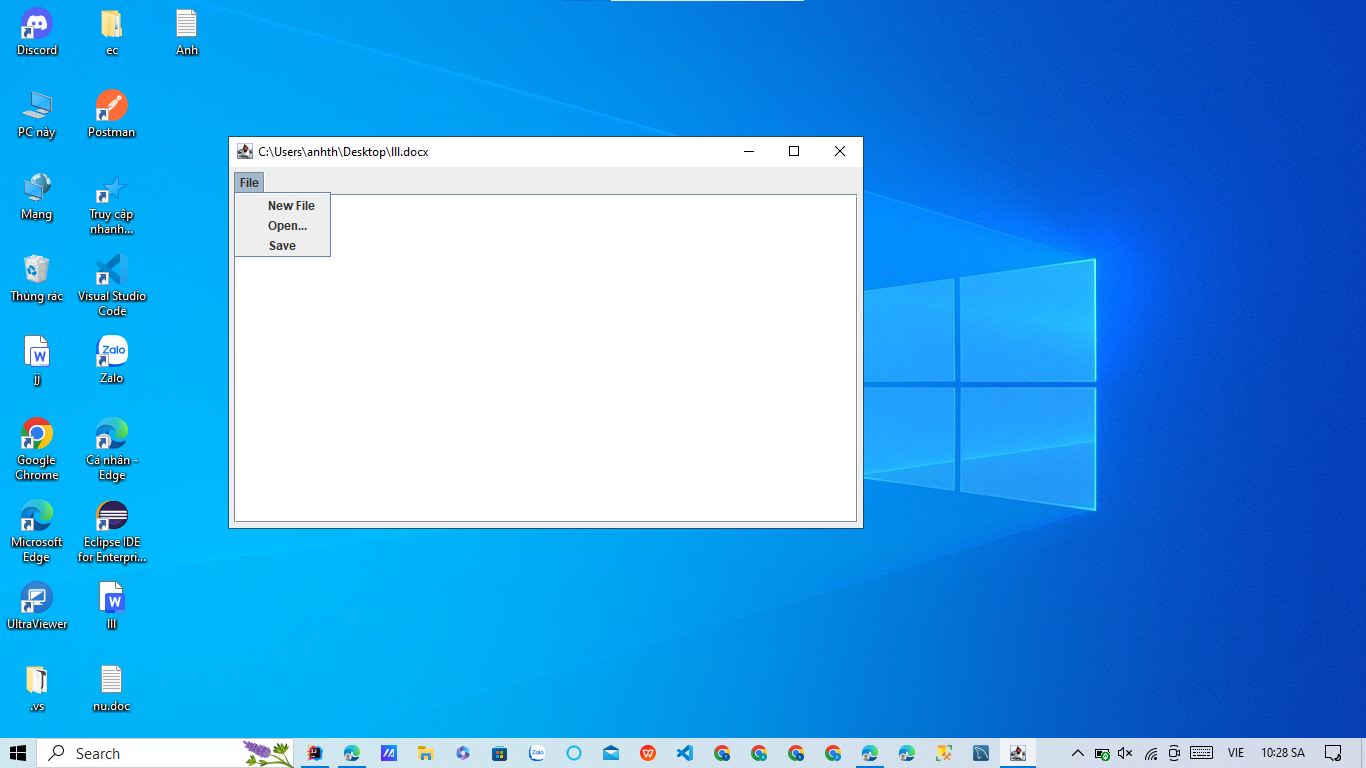 Discord
ec
Anh
PC này
Postman
Mạng
Truy cập
nhanh...
Thùng rác
Visual Studio
Code
jj
Zalo
Google
Chrome
Cá nhân -
Edge
Microsoft
Edge
Eclipse IDE
for Enterpri...
UltraViewer
lll
.vs
nu.doc
C:\Users\anhth\Desktop\lll.docx
File
New File
Open...
Save
Search
VIE
10:28 SA